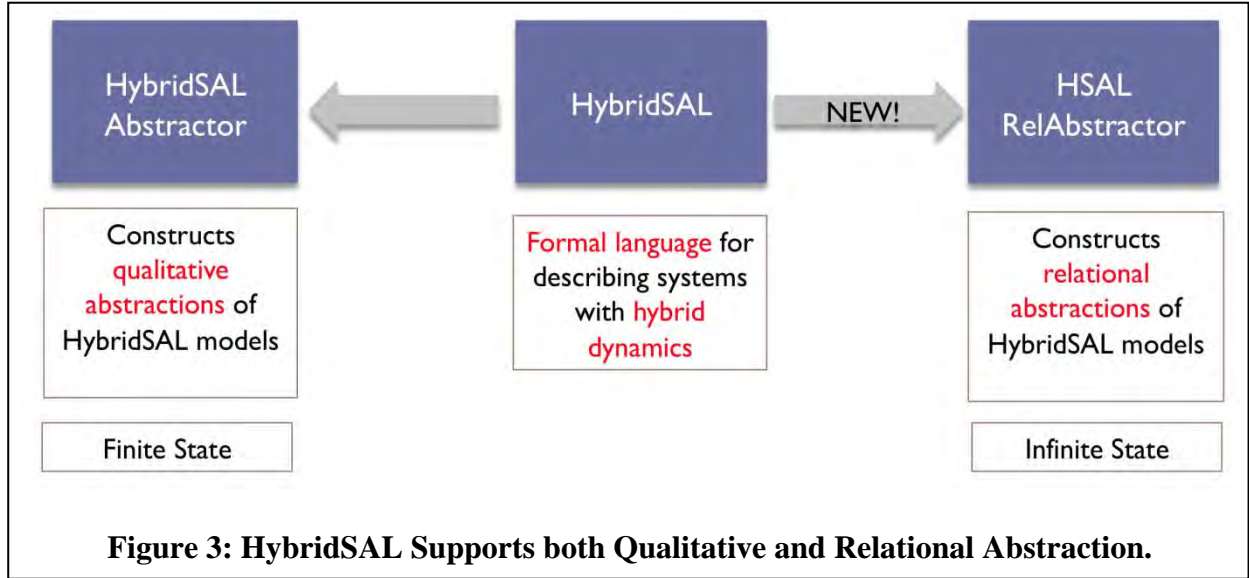 HybridSAL
Abstractor
HybridSAL
NEW!
HSAL
RelAbstractor
Constructs
qualitative
abstractions of
HybridSAL models
Formal language for
describing systems
with hybrid
dynamics
Constructs
relational
abstractions of
HybridSAL models
Finite State
Infinite State
Figure 3: HybridSAL Supports both Qualitative and Relational Abstraction.